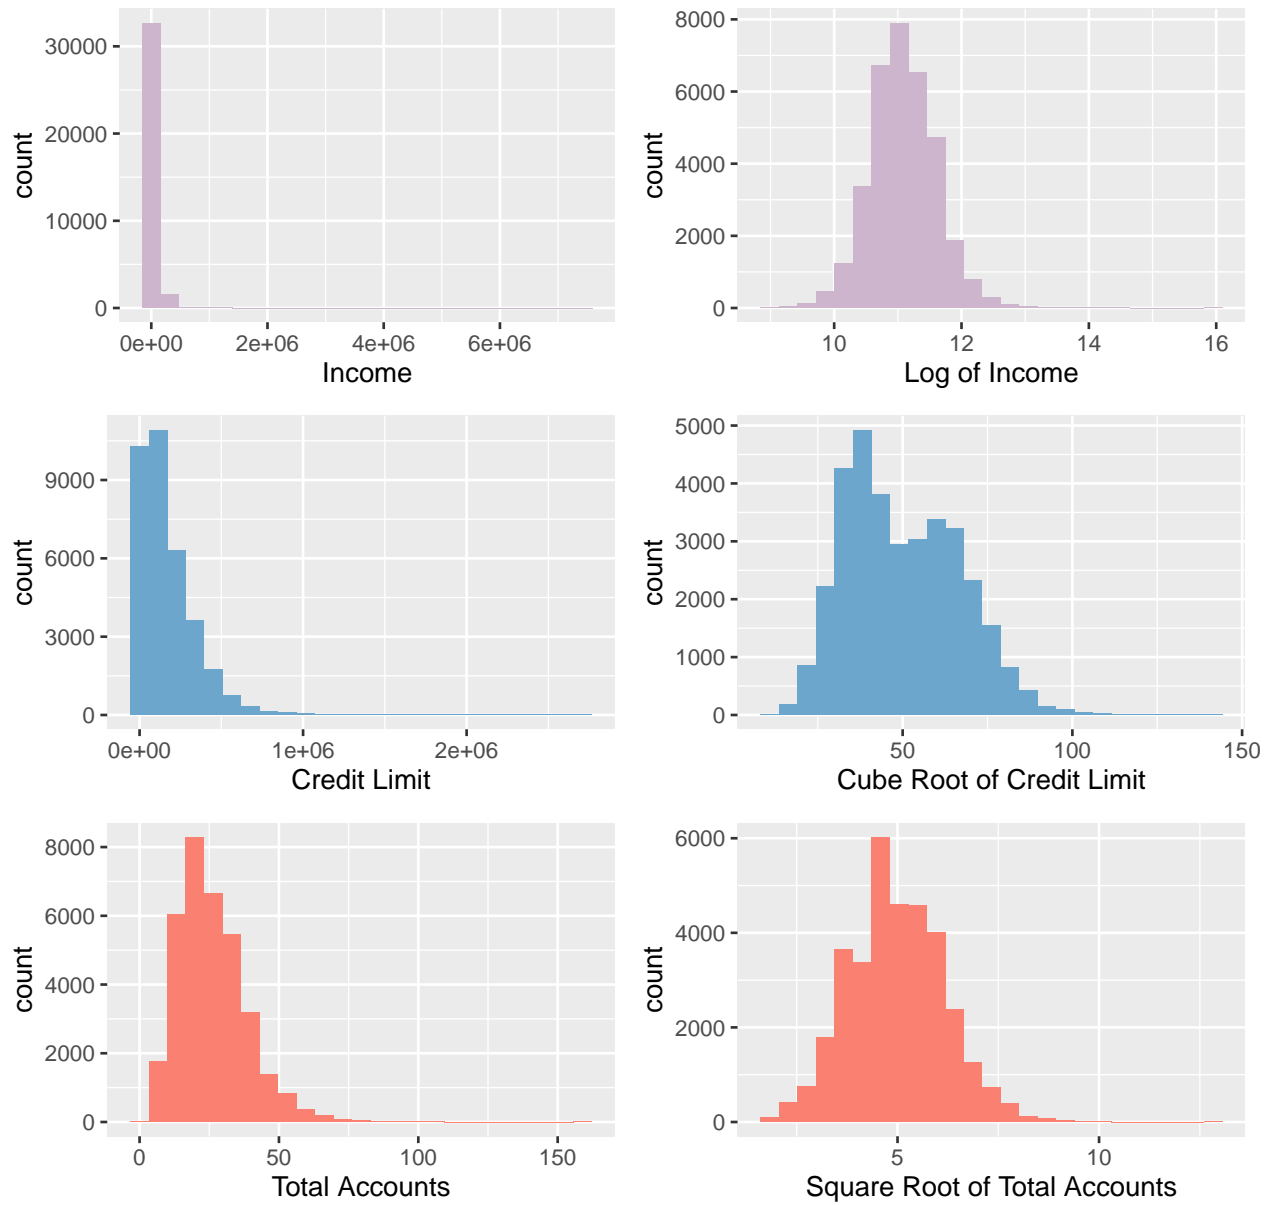 30000
20000
10000
0
count
0e+00 2e+06 4e+06 6e+06
Income
8000
6000
4000
2000
0
count
10 12 14 16
Log of Income
9000
6000
3000
0
count
0e+00 1e+06 2e+06
Credit Limit
5000
4000
3000
2000
1000
0
count
50 100 150
Cube Root of Credit Limit
8000
6000
4000
2000
0
count
0 50 100 150
Total Accounts
6000
4000
2000
0
count
5 10
Square Root of Total Accounts